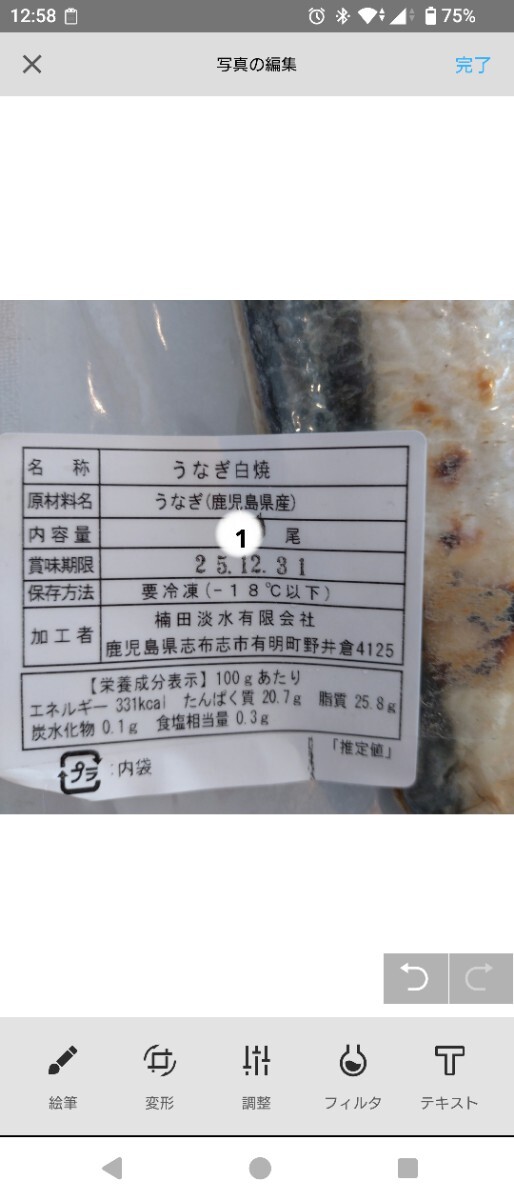 12:58
75%
写真の編集
完了
名 称 うなぎ白焼
原材料名 うなぎ(鹿児島県産)
内容量 1 尾
賞味期限 25.12.31
保存方法 要冷凍(-18℃以下)
加工者 楠田淡水有限会社
鹿児島県志布志市有明町野井倉4125
【栄養成分表示】100gあたり
エネルギー 331kcal たんぱく質 20.7g 脂質 25.8g
炭水化物 0.1g 食塩相当量 0.3g
「推定値」
プラ :内袋
絵筆
変形
調整
フィルタ
テキスト